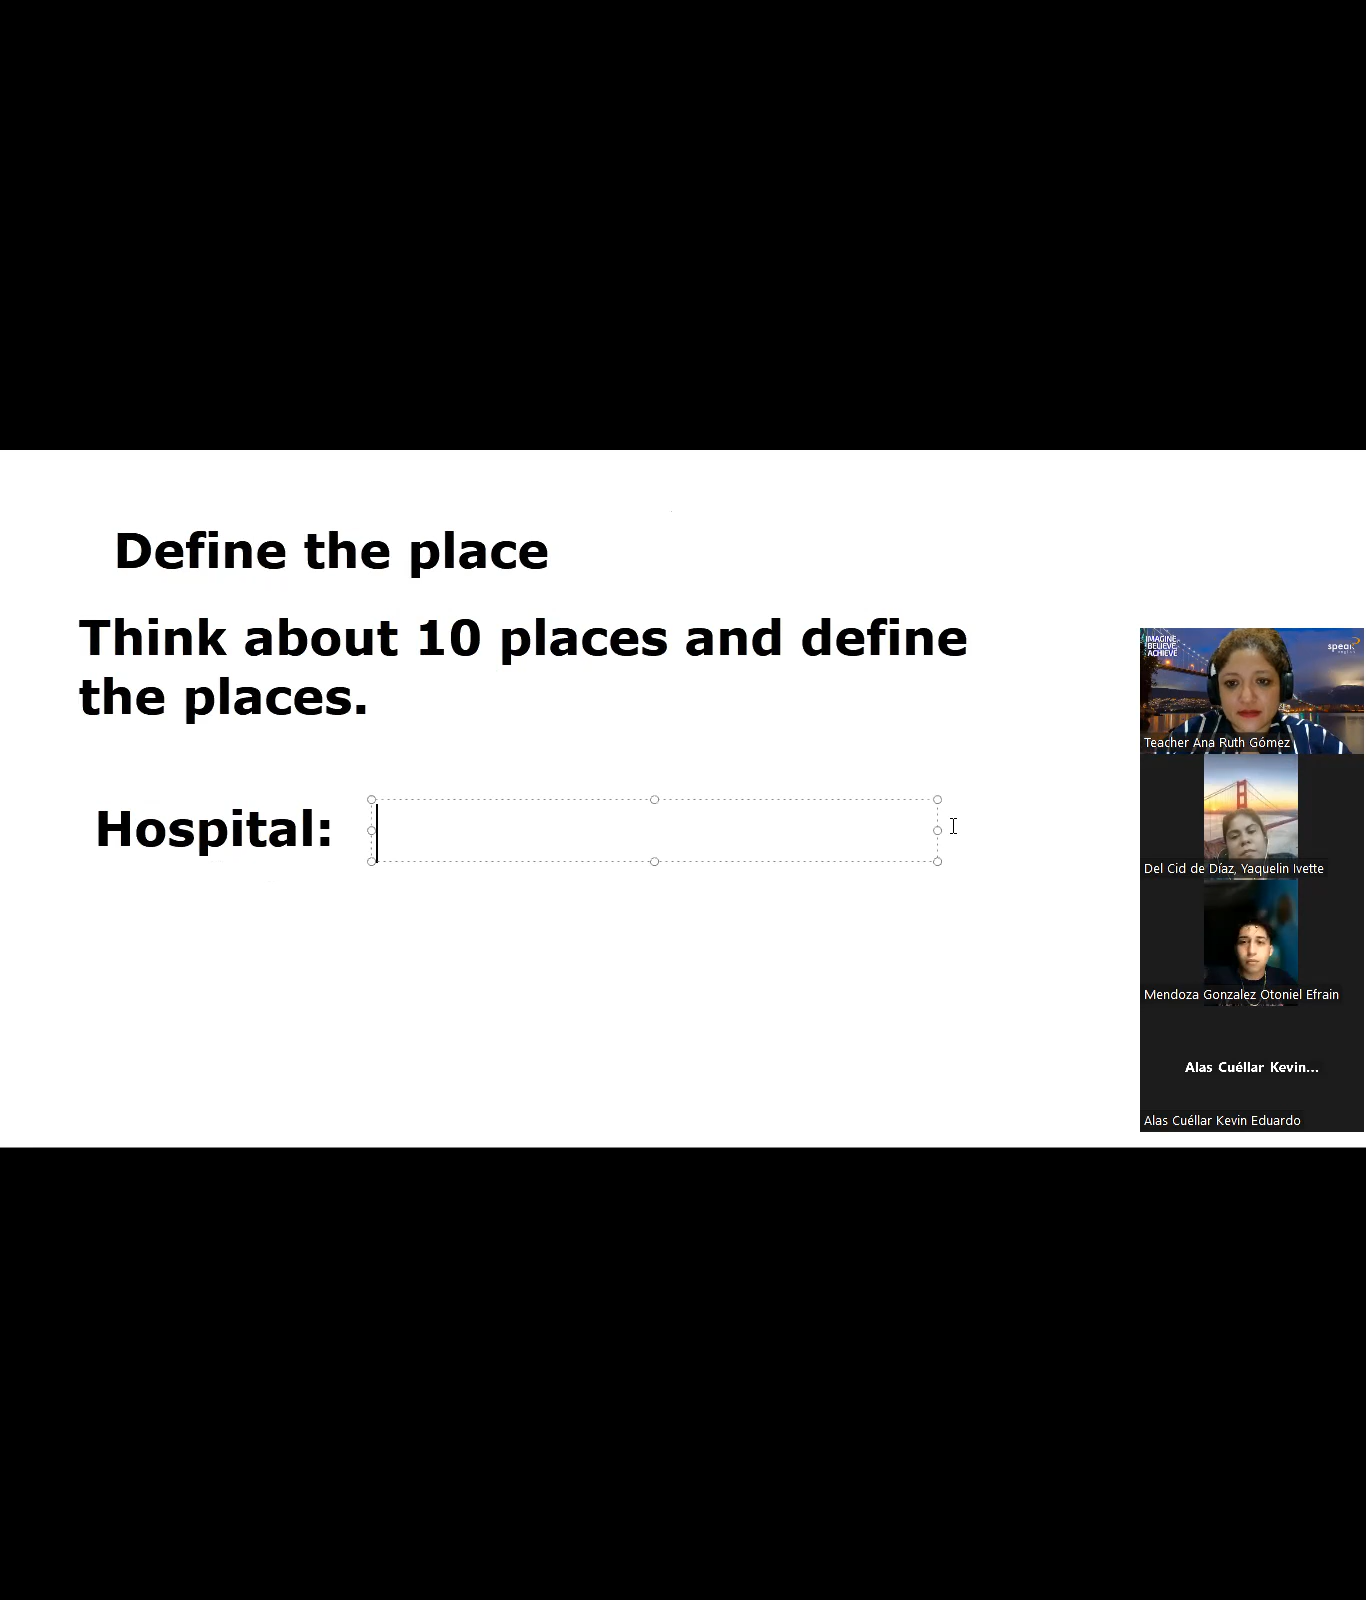 Define the place
Think about 10 places and define
the places.
Hospital:
IMAGINE,
BELIEVE,
ACHIEVE
speak
Teacher Ana Ruth Gómez
Del Cid de Díaz, Yaquelin Ivette
Mendoza Gonzalez Otoniel Efrain
Alas Cuéllar Kevin...
Alas Cuéllar Kevin Eduardo